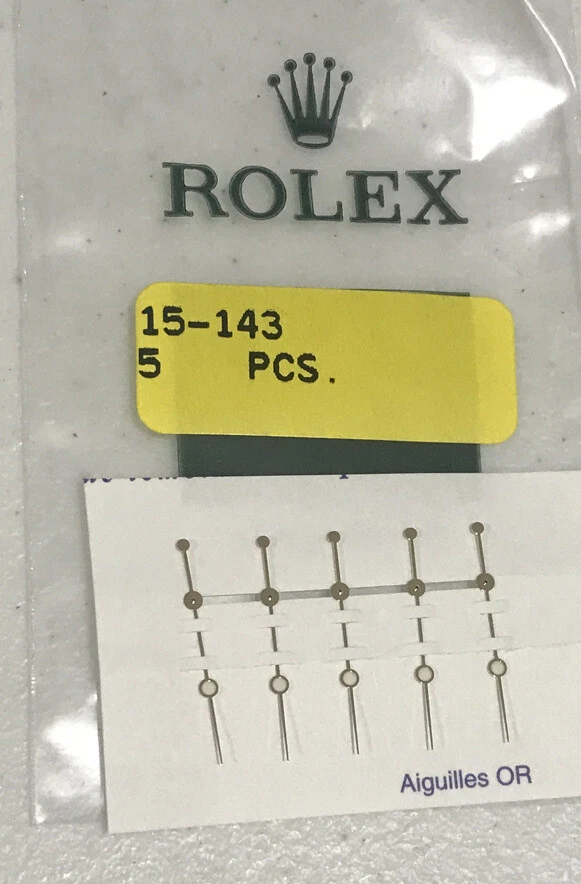 ROLEX
15-143
5 PCS.
Aiguilles OR